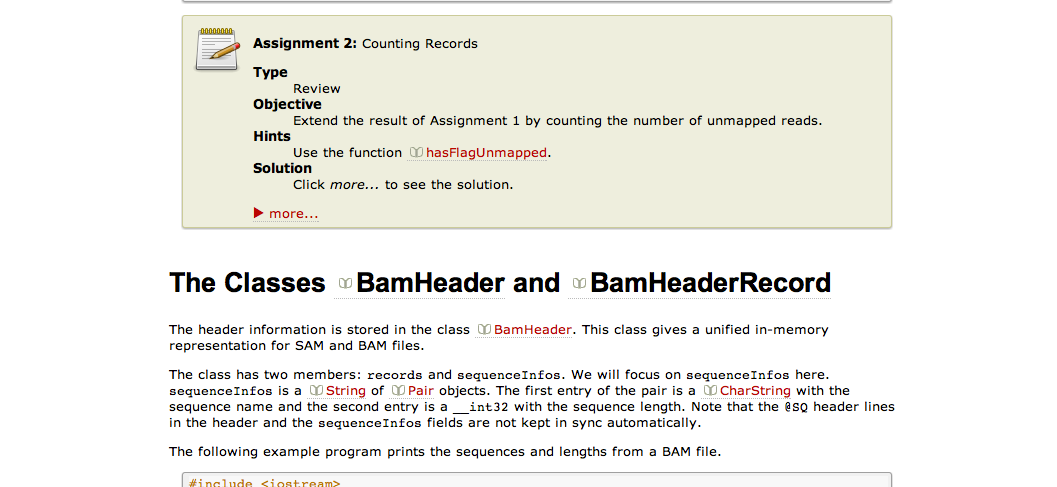 Assignment 2: Counting Records
Type
Review
Objective
Extend the result of Assignment 1 by counting the number of unmapped reads.
Hints
Use the function hasFlagUnmapped.
Solution
Click more... to see the solution.
more...
The Classes BamHeader and BamHeaderRecord
The header information is stored in the class BamHeader. This class gives a unified in-memory
representation for SAM and BAM files.
The class has two members: records and sequenceInfos. We will focus on sequenceInfos here.
sequenceInfos is a String of Pair objects. The first entry of the pair is a CharString with the
sequence name and the second entry is a __int32 with the sequence length. Note that the @SQ header lines
in the header and the sequenceInfos fields are not kept in sync automatically.
The following example program prints the sequences and lengths from a BAM file.
#include <iostream>